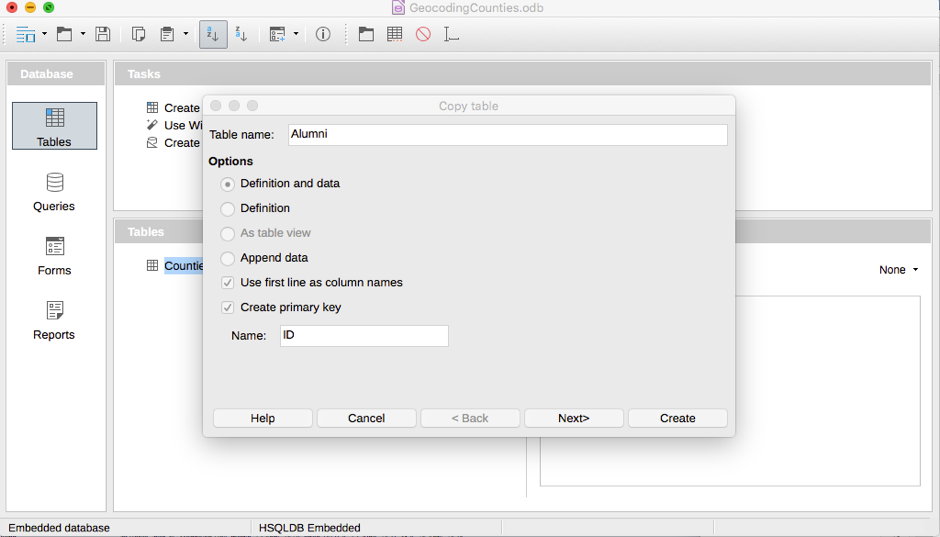 GeocodingCounties.odb
Database
Tasks
Tables
Queries
Forms
Reports
Create
Use Wi
Create
Tables
Countie
None
Copy table
Table name: Alumni
Options
Definition and data
Definition
As table view
Append data
Use first line as column names
Create primary key
Name: ID
Help
Cancel
< Back
Next>
Create
Embedded database
HSQLDB Embedded